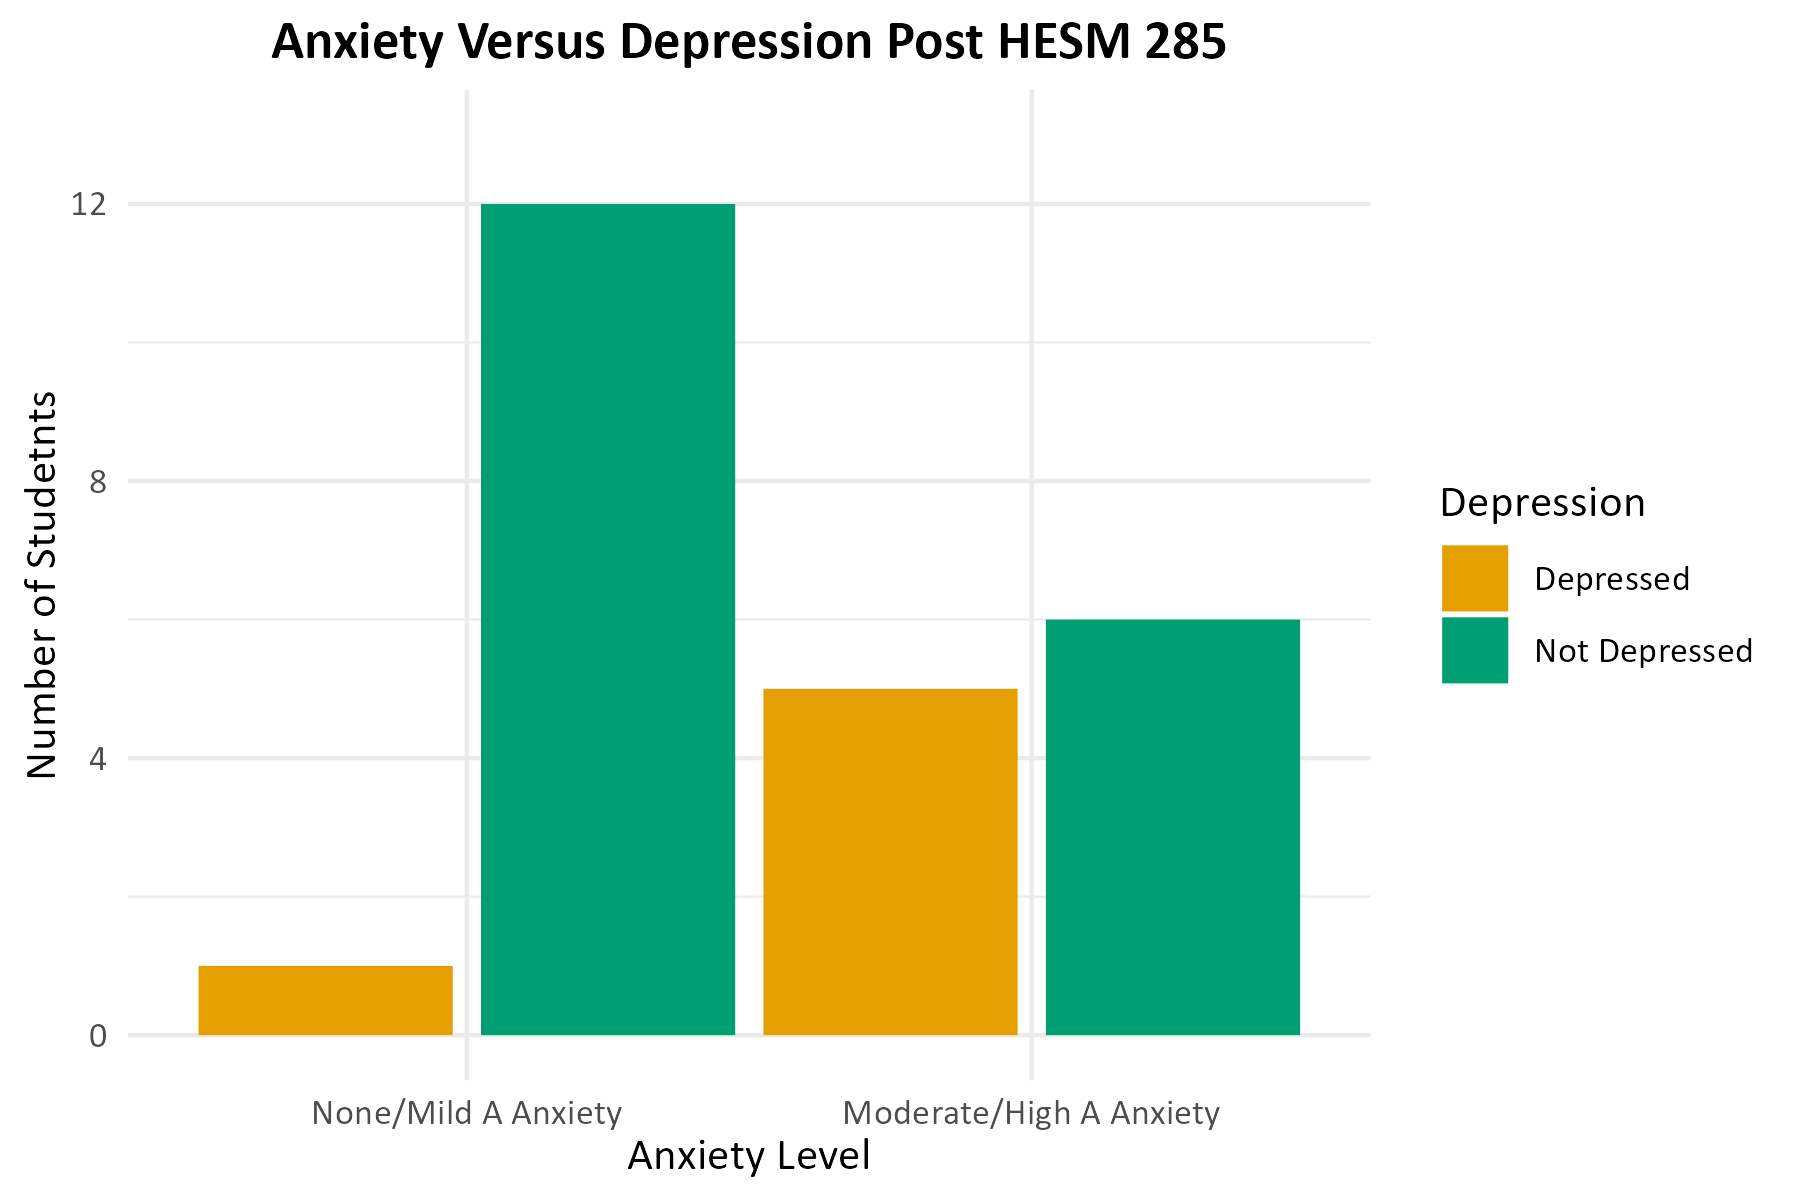 Anxiety Versus Depression Post HESM 285
Number of Studetnts
12
8
4
0
None/Mild A Anxiety
Moderate/High A Anxiety
Anxiety Level
Depression
Depressed
Not Depressed